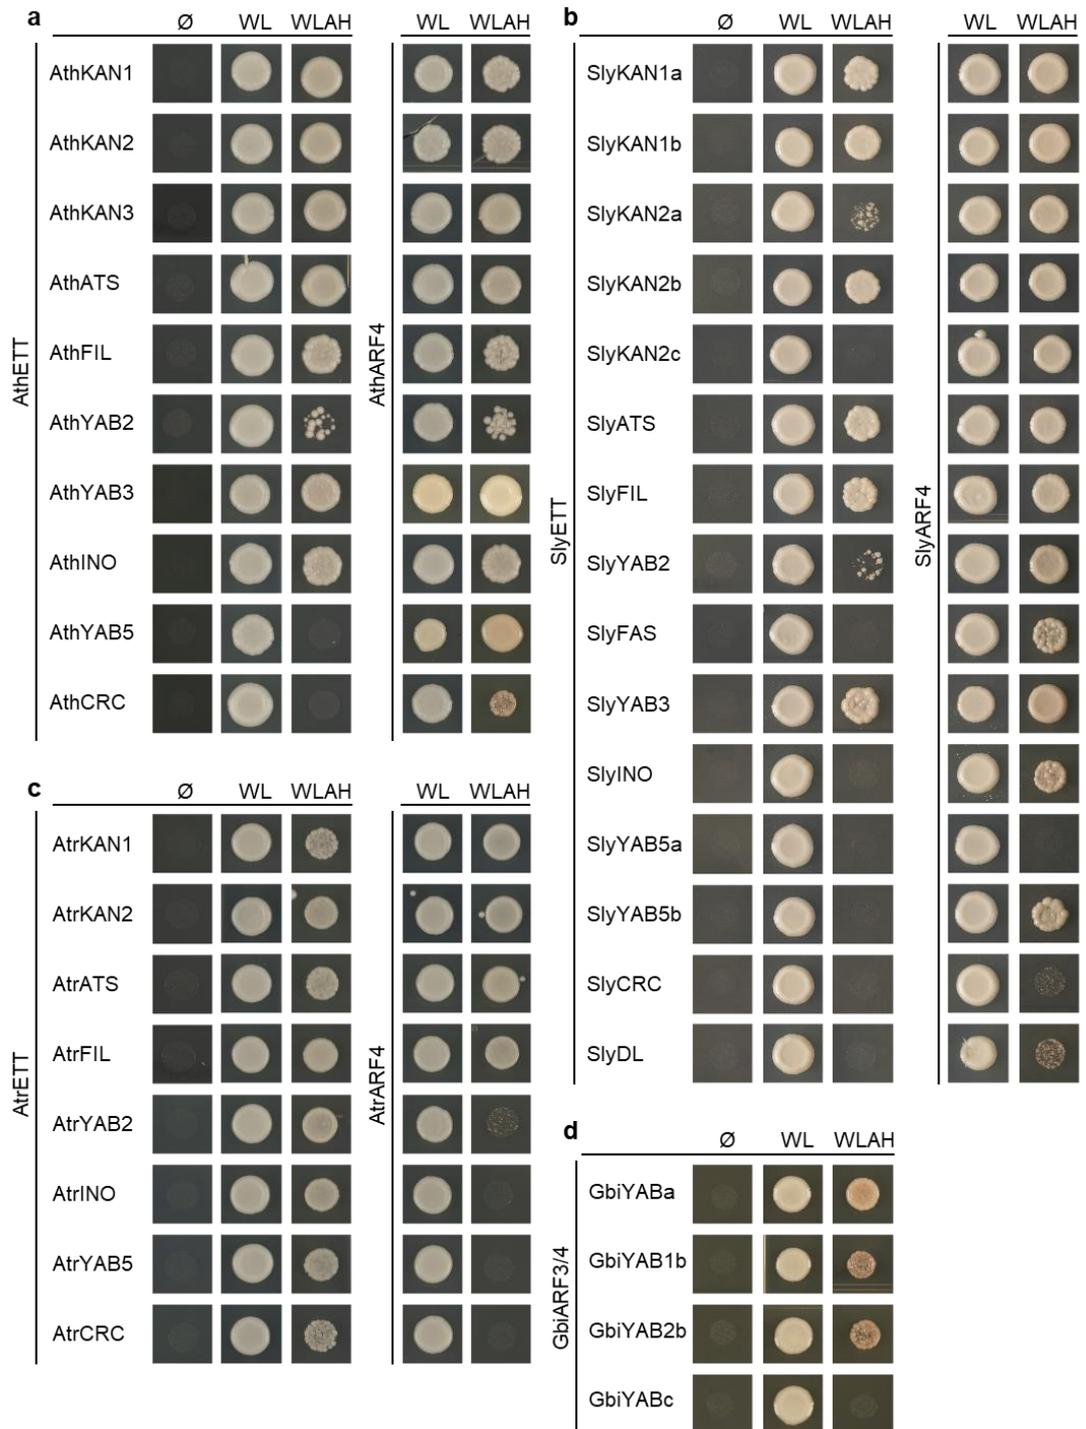 a
Ø WL WLAH WL WLAH
AthETT
AthARF4
AthKAN1
AthKAN2
AthKAN3
AthATS
AthFIL
AthYAB2
AthYAB3
AthINO
AthYAB5
AthCRC
b
Ø WL WLAH WL WLAH
SlyETT
SlyARF4
SlyKAN1a
SlyKAN1b
SlyKAN2a
SlyKAN2b
SlyKAN2c
SlyATS
SlyFIL
SlyYAB2
SlyFAS
SlyYAB3
SlyINO
SlyYAB5a
SlyYAB5b
SlyCRC
SlyDL
c
Ø WL WLAH WL WLAH
AtrETT
AtrARF4
AtrKAN1
AtrKAN2
AtrATS
AtrFIL
AtrYAB2
AtrINO
AtrYAB5
AtrCRC
d
Ø WL WLAH
GbiARF3/4
GbiYABa
GbiYAB1b
GbiYAB2b
GbiYABc